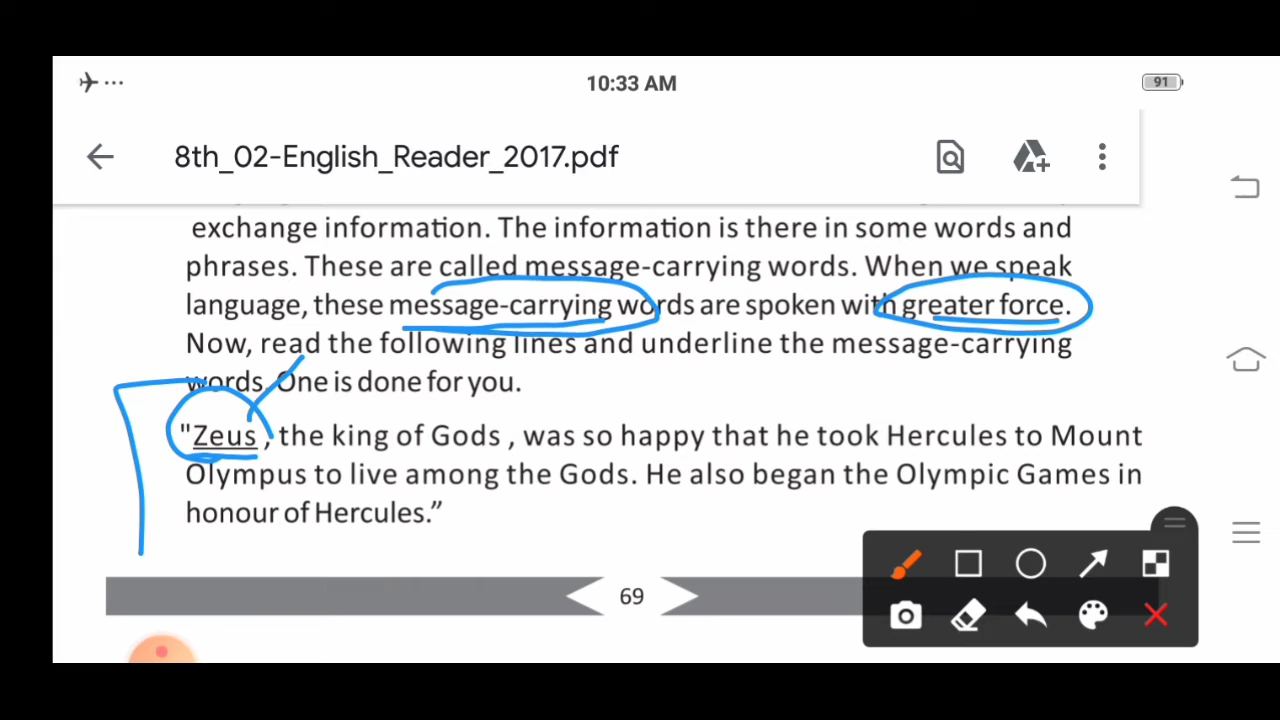 10:33 AM
91
8th_02-English_Reader_2017.pdf
exchange information. The information is there in some words and
phrases. These are called message-carrying words. When we speak
language, these message-carrying words are spoken with greater force.
Now, read the following lines and underline the message-carrying
words. One is done for you.
"Zeus , the king of Gods , was so happy that he took Hercules to Mount
Olympus to live among the Gods. He also began the Olympic Games in
honour of Hercules.”
69